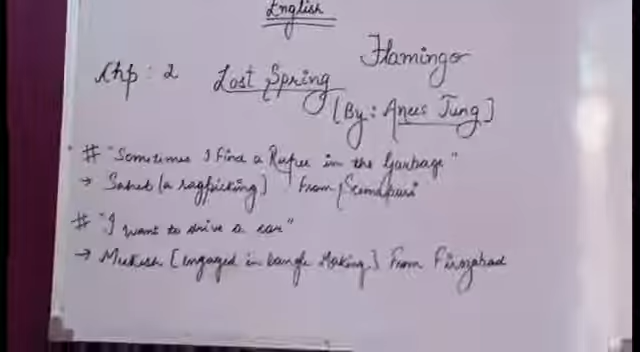 English
Flamingo
Chp : 2 Lost Spring
[By : Anees Jung]
# "Sometimes I find a Rupee in the Garbage"
→ Saheb [a ragpicking] From Seemapuri
# "I want to drive a car"
→ Mukesh [engaged in bangle Making] From Firozabad